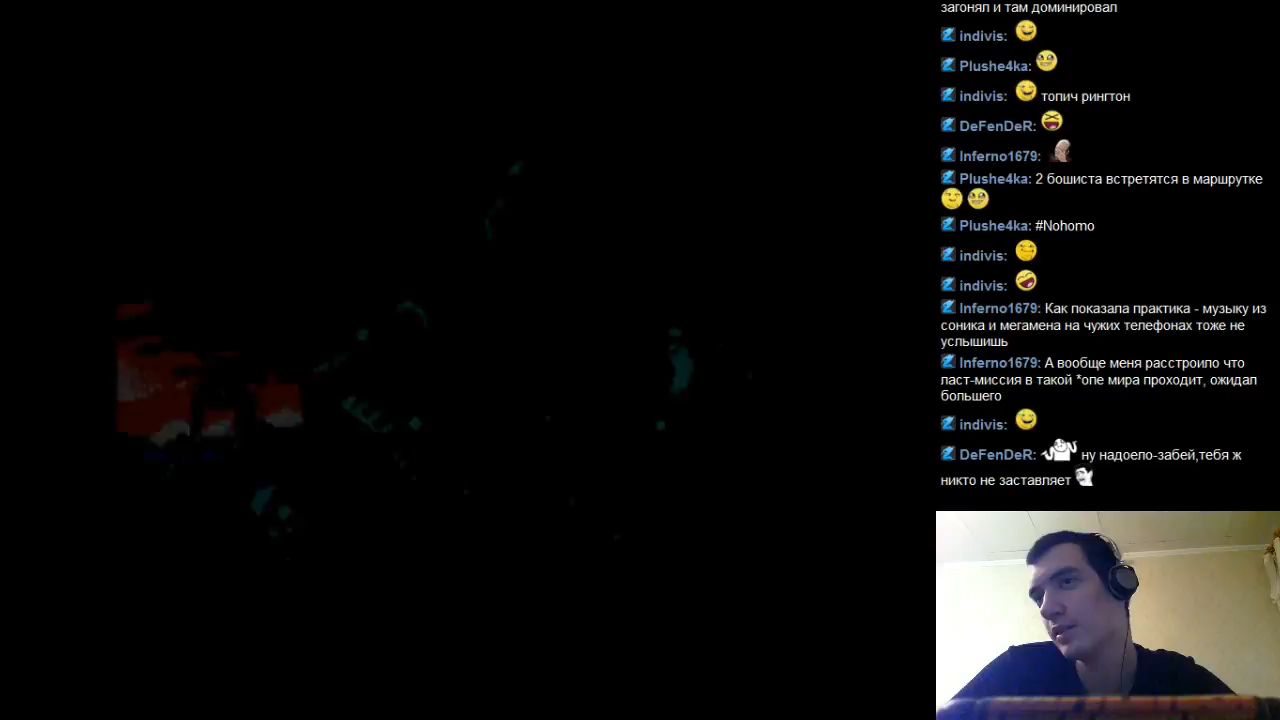 загонял и там доминировал
indivis:
Plushe4ka:
indivis: топич рингтон
DeFenDeR:
Inferno1679:
Plushe4ka: 2 бошиста встретятся в маршрутке
Plushe4ka: #Nohomo
indivis:
indivis:
Inferno1679: Как показала практика - музыку из
соника и мегамена на чужих телефонах тоже не
услышишь
Inferno1679: А вообще меня расстроило что
ласт-миссия в такой *опе мира проходит, ожидал
большего
indivis:
DeFenDeR: ну надоело-забей,тебя ж
никто не заставляет